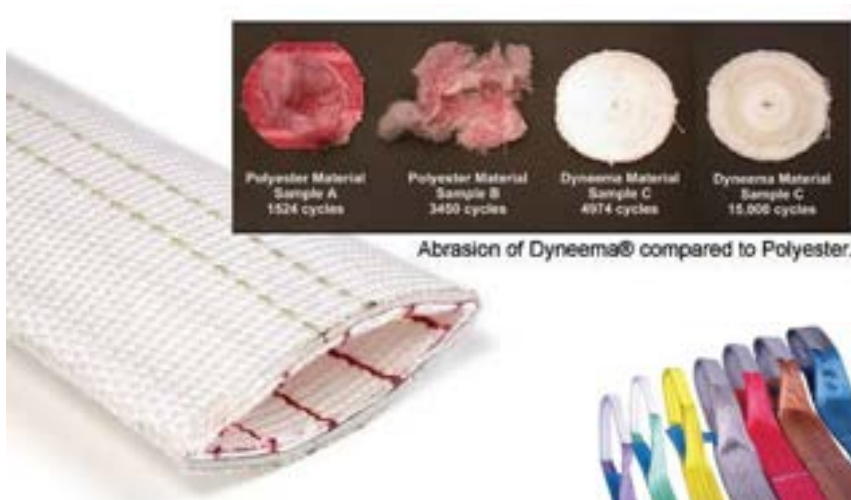 Polyester Material
Sample A
1524 cycles
Polyester Material
Sample B
3450 cycles
Dyneema Material
Sample C
4974 cycles
Dyneema Material
Sample C
15,006 cycles
Abrasion of Dyneema® compared to Polyester.